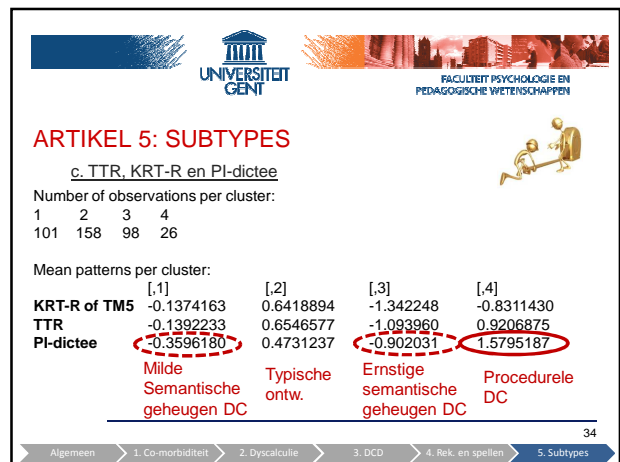 UNIVERSITEIT
GENT
FACULTEIT PSYCHOLOGIE EN
PEDAGOGISCHE WETENSCHAPPEN
ARTIKEL 5: SUBTYPES
c. TTR, KRT-R en PI-dictee
Number of observations per cluster:
1 2 3 4
101 158 98 26
Mean patterns per cluster:
[,1] [,2] [,3] [,4]
KRT-R of TM5 -0.1374163 0.6418894 -1.342248 -0.8311430
TTR -0.1392233 0.6546577 -1.093960 0.9206875
PI-dictee -0.3596180 0.4731237 -0.902031 1.5795187
Milde
Semantische
geheugen DC
Typische
ontw.
Ernstige
semantische
geheugen DC
Procedurele
DC
34
Algemeen 1. Co-morbiditeit 2. Dyscalculie 3. DCD 4. Rek. en spellen 5. Subtypes